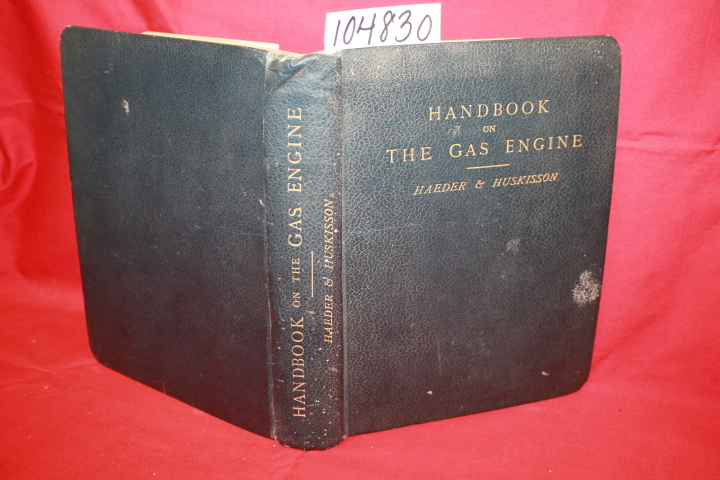 104830
HANDBOOK
ON
THE GAS ENGINE
HAEDER & HUSKISSON
HANDBOOK ON THE GAS ENGINE
HAEDER & HUSKISSON